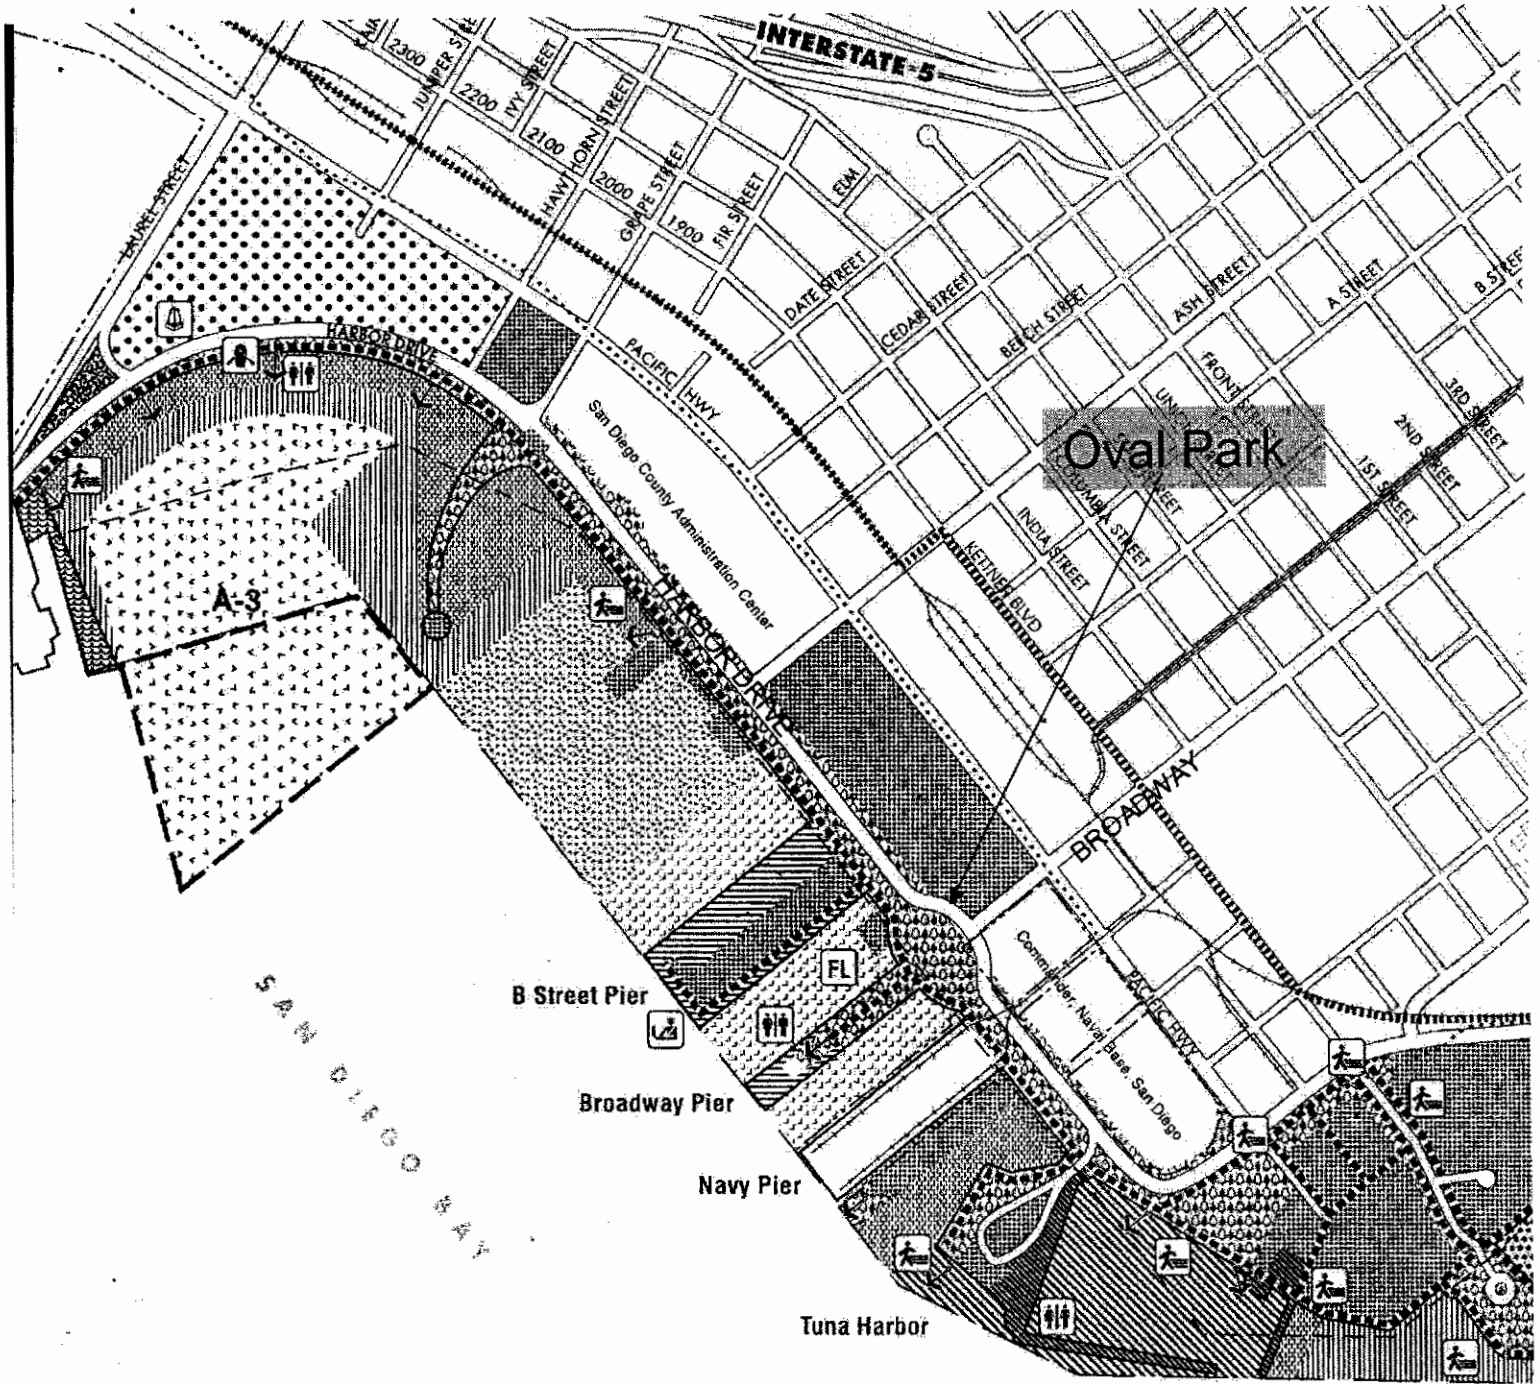 INTERSTATE-5
2300
JUNIPER STREET
2200
IVY STREET
2100
HAWTHORN STREET
2000
GRAPE STREET
1900
FIR STREET
ELM
LAUREL STREET
DATE STREET
CEDAR STREET
BEECH STREET
ASH STREET
A STREET
B STREE
HARBOR DRIVE
PACIFIC
HWY
FRONT
3RD STREET
2ND STREET
1ST STREET
Oval Park
COLUMBIA STREET
INDIA STREET
KETTNER BLVD
San Diego County Administration Center
HARBOR DRIVE
A-3
BROADWAY
Commander, Naval Base, San Diego
PACIFIC HWY
FL
B Street Pier
Broadway Pier
Navy Pier
Tuna Harbor
SAN DIEGO BAY